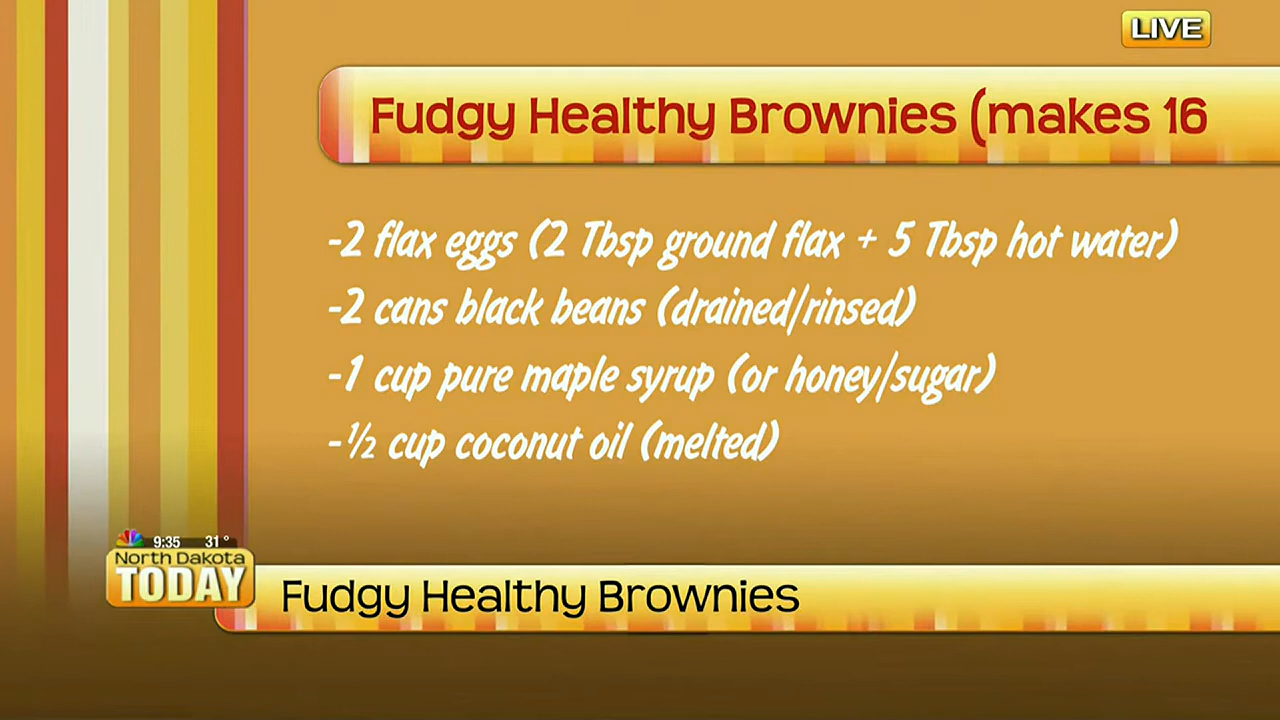 LIVE
Fudgy Healthy Brownies (makes 16
-2 flax eggs (2 Tbsp ground flax + 5 Tbsp hot water)
-2 cans black beans (drained/rinsed)
-1 cup pure maple syrup (or honey/sugar)
-½ cup coconut oil (melted)
9:35 31°
North Dakota
TODAY
Fudgy Healthy Brownies